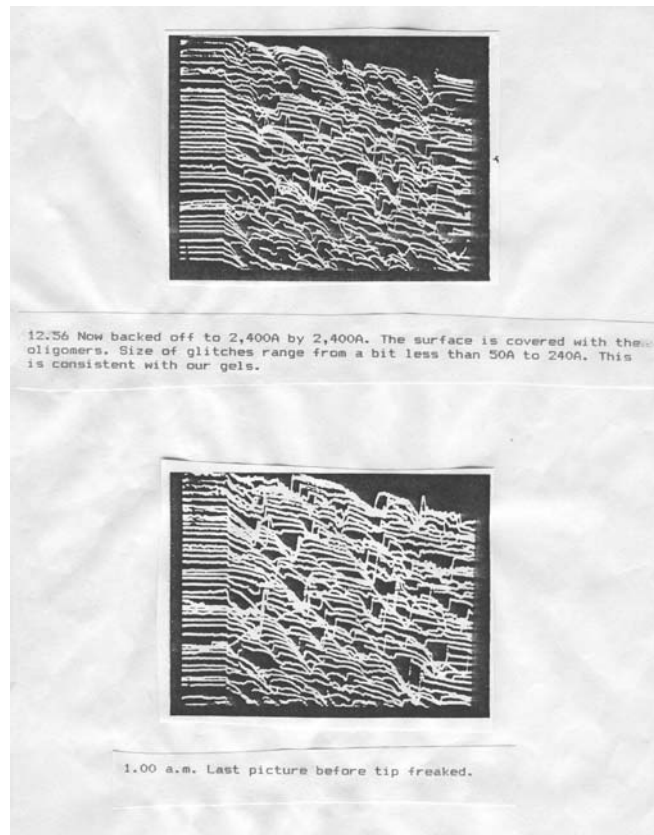 12.56 Now backed off to 2,400A by 2,400A. The surface is covered with the
oligomers. Size of glitches range from a bit less than 50A to 240A. This
is consistent with our gels.
1.00 a.m. Last picture before tip freaked.